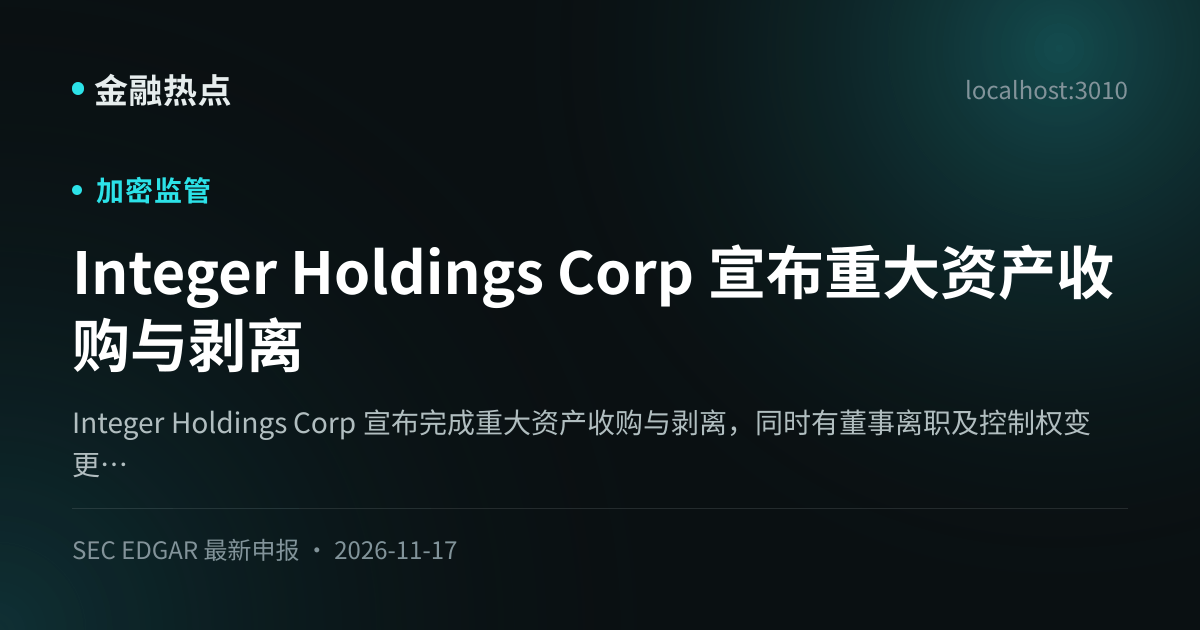 金融热点
localhost:3010
加密监管
Integer Holdings Corp 宣布重大资产收
购与剥离
Integer Holdings Corp 宣布完成重大资产收购与剥离，同时有董事离职及控制权变
更…
SEC EDGAR 最新申报 · 2026-11-17